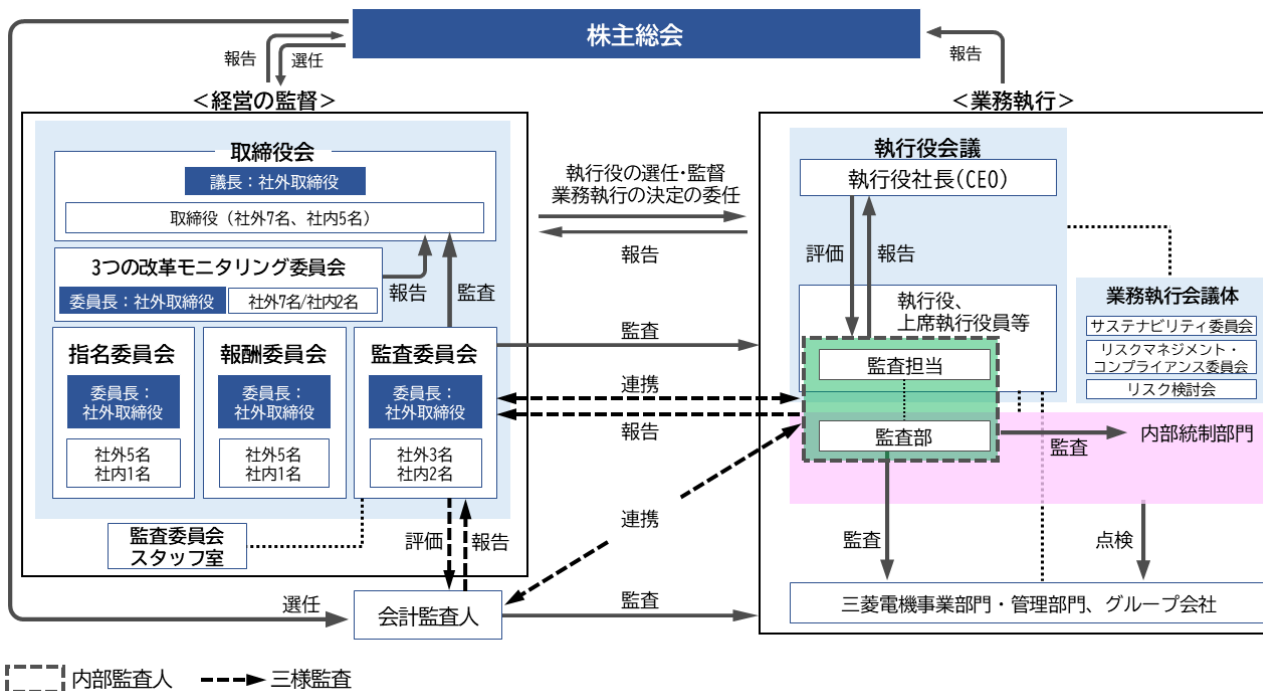 株主総会
報告
選任
報告
＜経営の監督＞
＜業務執行＞
取締役会
議長：社外取締役
取締役（社外7名、社内5名）
3つの改革モニタリング委員会
委員長：社外取締役
社外7名/社内2名
報告
監査
指名委員会
委員長：
社外取締役
社外5名
社内1名
報酬委員会
委員長：
社外取締役
社外5名
社内1名
監査委員会
委員長：
社外取締役
社外3名
社内2名
監査委員会
スタッフ室
評価
報告
選任
会計監査人
監査
執行役の選任・監督
業務執行の決定の委任
報告
監査
連携
報告
連携
執行役会議
執行役社長(CEO)
評価
報告
執行役、
上席執行役員等
監査担当
監査部
業務執行会議体
サステナビリティ委員会
リスクマネジメント・
コンプライアンス委員会
リスク検討会
監査
内部統制部門
監査
点検
三菱電機事業部門・管理部門、グループ会社
内部監査人
三様監査